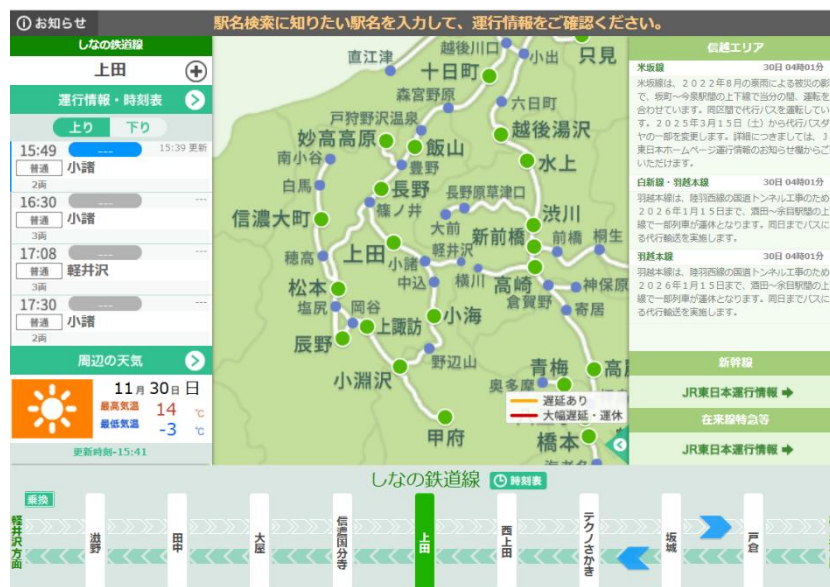 お知らせ
駅名検索に知りたい駅名を入力して、運行情報をご確認ください。
しなの鉄道線
上田
運行情報・時刻表
上り 下り
15:49 --- 15:39 更新
普通 小諸
2両
16:30 --- ---
普通 小諸
3両
17:08 --- ---
普通 軽井沢
3両
17:30 --- ---
普通 小諸
2両
周辺の天気
11月30日 日
最高気温 14 ℃
最低気温 -3 ℃
更新時刻-15:41
直江津
越後川口
小出
只見
十日町
森宮野原
六日町
戸狩野沢温泉
越後湯沢
妙高高原
飯山
南小谷
豊野
水上
白馬
長野
長野原草津口
篠ノ井
渋川
信濃大町
大前
新前橋
前橋
桐生
穂高
上田
小諸
軽井沢
中込
横川
高崎
神保原
松本
倉賀野
塩尻
岡谷
寄居
上諏訪
小海
辰野
野辺山
青梅
小淵沢
奥多摩
遅延あり
大幅遅延・運休
甲府
橋本
信越エリア
米坂線 30日 04時01分
米坂線は、２０２２年８月の豪雨による被災の影
で、坂町～今泉駅間の上下線で当分の間、運転を
合わせています。同区間で代行バスを運転してい
す。２０２５年３月１５日（土）から代行バスダ
ヤの一部を変更します。詳細につきましては、Ｊ
東日本ホームページ運行情報のお知らせ欄からご
いただけます。
白新線・羽越本線 30日 04時01分
羽越本線は、陸羽西線の国道トンネル工事のため
２０２６年１月１５日まで、酒田～余目駅間の上
線で一部列車が運休となります。同日までバスに
る代行輸送を実施します。
羽越本線 30日 04時01分
羽越本線は、陸羽西線の国道トンネル工事のため
２０２６年１月１５日まで、酒田～余目駅間の上
線で一部列車が運休となります。同日までバスに
る代行輸送を実施します。
新幹線
JR東日本運行情報
在来線特急等
JR東日本運行情報
しなの鉄道線 時刻表
乗換
軽井沢方面
滋野
田中
大屋
信濃国分寺
上田
西上田
テクノさかき
坂城
戸倉